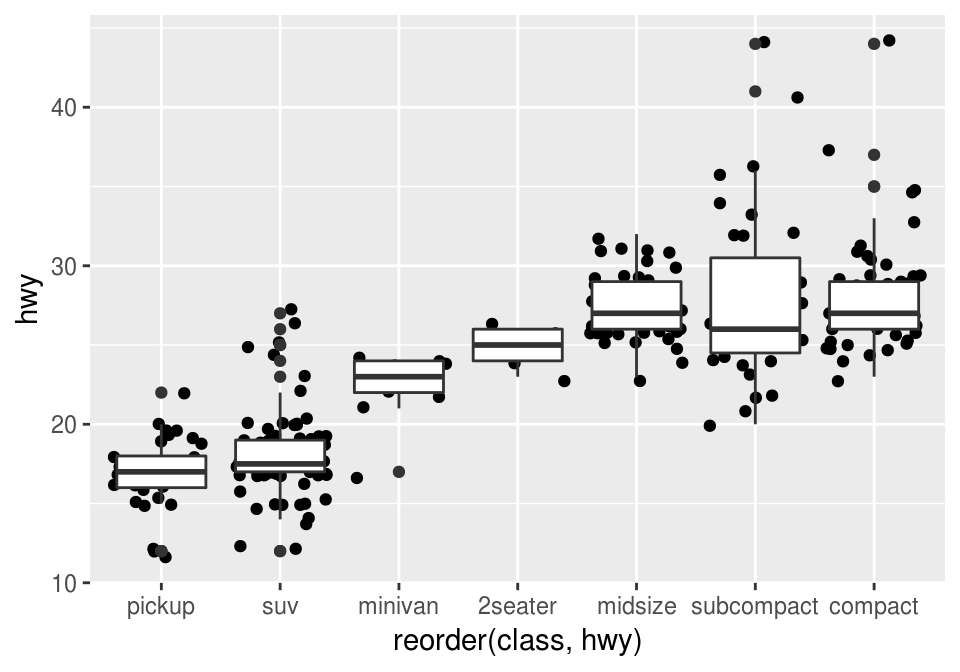 hwy
40
30
20
10
pickup suv minivan 2seater midsize subcompact compact
reorder(class, hwy)